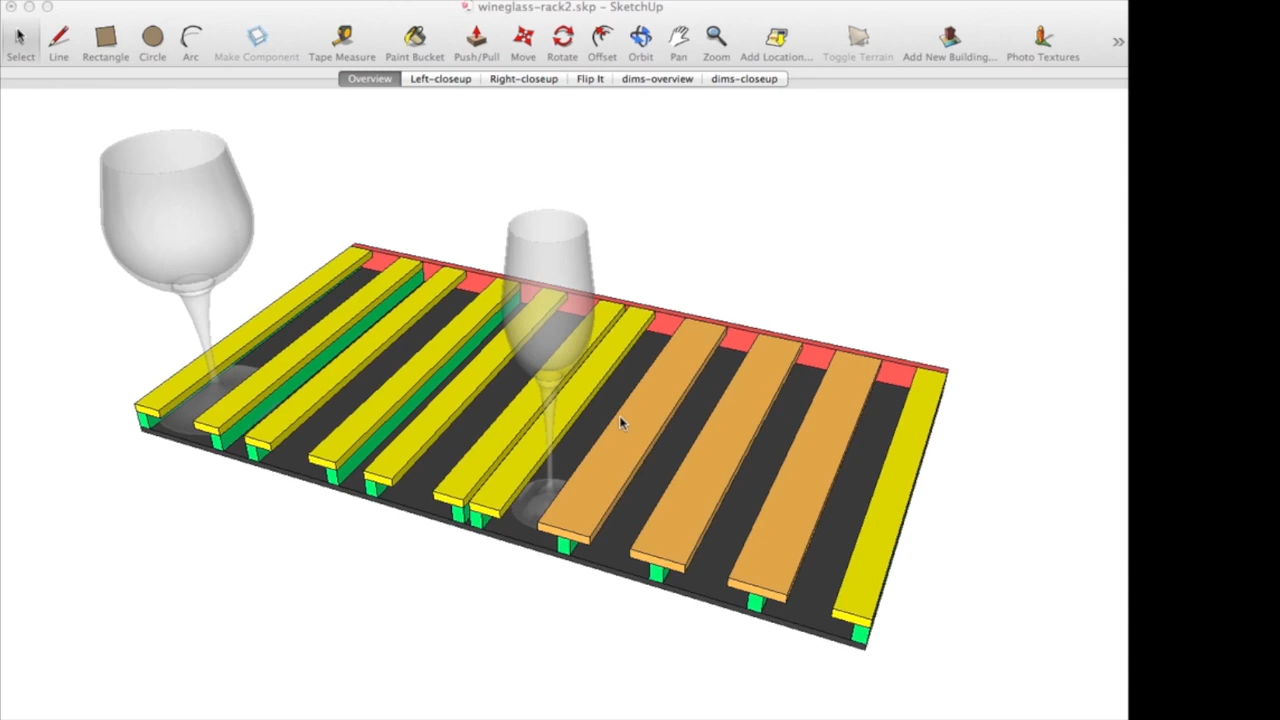 wineglass-rack2.skp - SketchUp
Select Line Rectangle Circle Arc Make Component Tape Measure Paint Bucket Push/Pull Move Rotate Offset Orbit Pan Zoom Add Location... Toggle Terrain Add New Building... Photo Textures »
Overview Left-closeup Right-closeup Flip It dims-overview dims-closeup